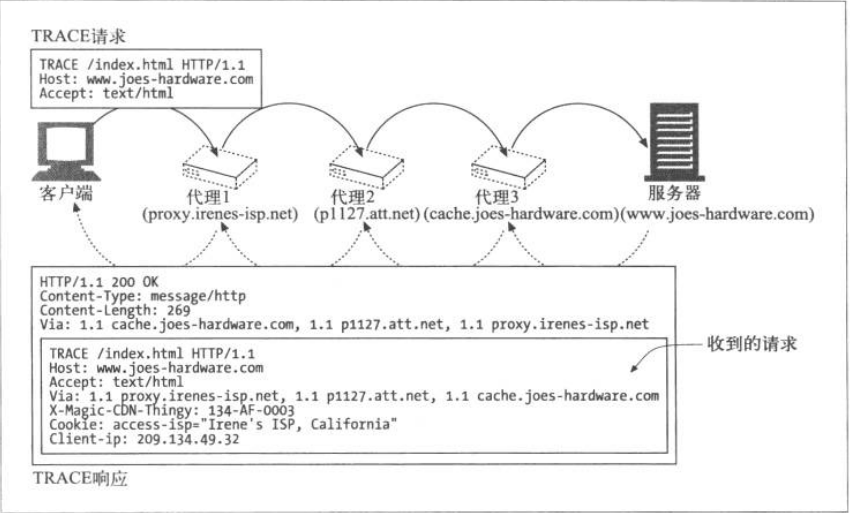 TRACE请求
TRACE /index.html HTTP/1.1
Host: www.joes-hardware.com
Accept: text/html
客户端
代理1
(proxy.irenes-isp.net)
代理2
(p1127.att.net)
代理3
(cache.joes-hardware.com)
服务器
(www.joes-hardware.com)
HTTP/1.1 200 OK
Content-Type: message/http
Content-Length: 269
Via: 1.1 cache.joes-hardware.com, 1.1 p1127.att.net, 1.1 proxy.irenes-isp.net
收到的请求
TRACE /index.html HTTP/1.1
Host: www.joes-hardware.com
Accept: text/html
Via: 1.1 proxy.irenes-isp.net, 1.1 p1127.att.net, 1.1 cache.joes-hardware.com
X-Magic-CDN-Thingy: 134-AF-0003
Cookie: access-isp="Irene's ISP, California"
Client-ip: 209.134.49.32
TRACE响应